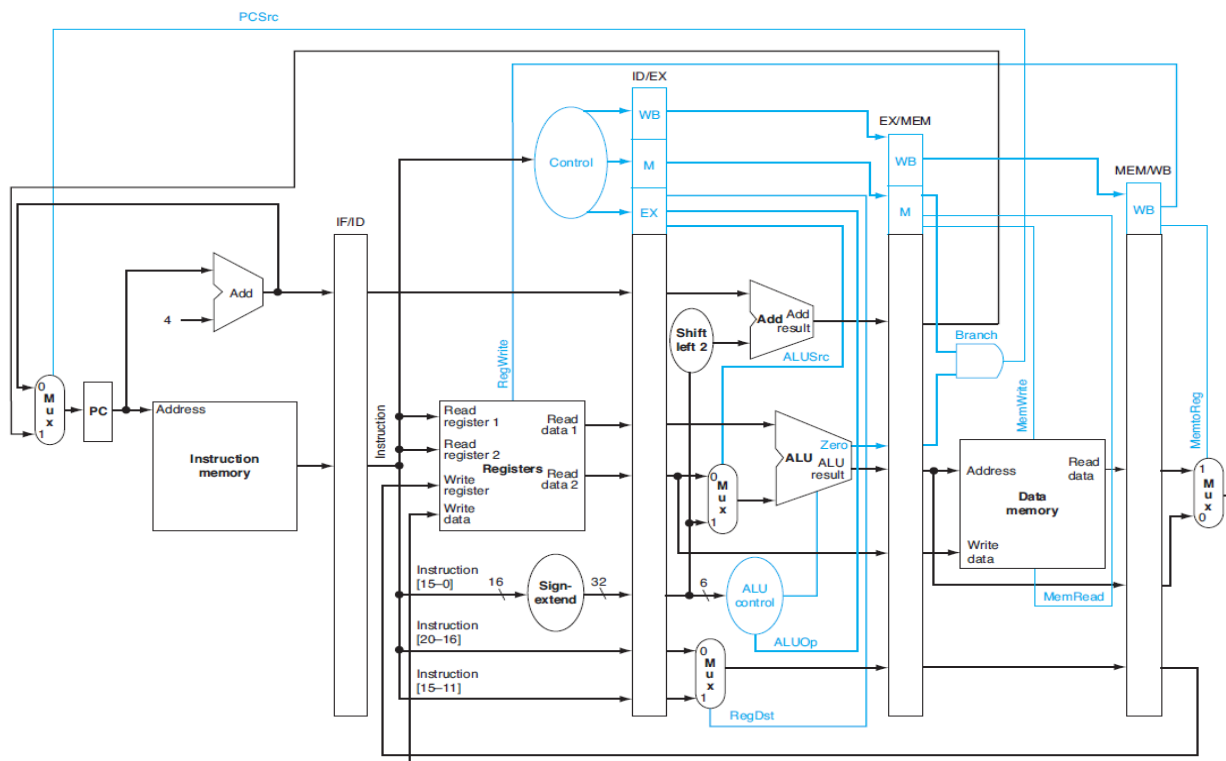 PCSrc
ID/EX
WB
EX/MEM
Control
M
WB
MEM/WB
EX
M
WB
IF/ID
Add
4
Add
Add
result
Shift
left 2
Branch
ALUSrc
RegWrite
MemWrite
MemtoReg
0
M
u
x
1
PC
Address
Instruction
memory
Instruction
Read
register 1
Read
register 2
Write
register
Write
data
Registers
Read
data 1
Read
data 2
0
M
u
x
1
Zero
ALU
ALU
result
Address
Read
data
Data
memory
Write
data
1
M
u
x
0
Instruction
[15–0]
16
Sign-
extend
32
6
ALU
control
MemRead
ALUOp
Instruction
[20–16]
Instruction
[15–11]
0
M
u
x
1
RegDst